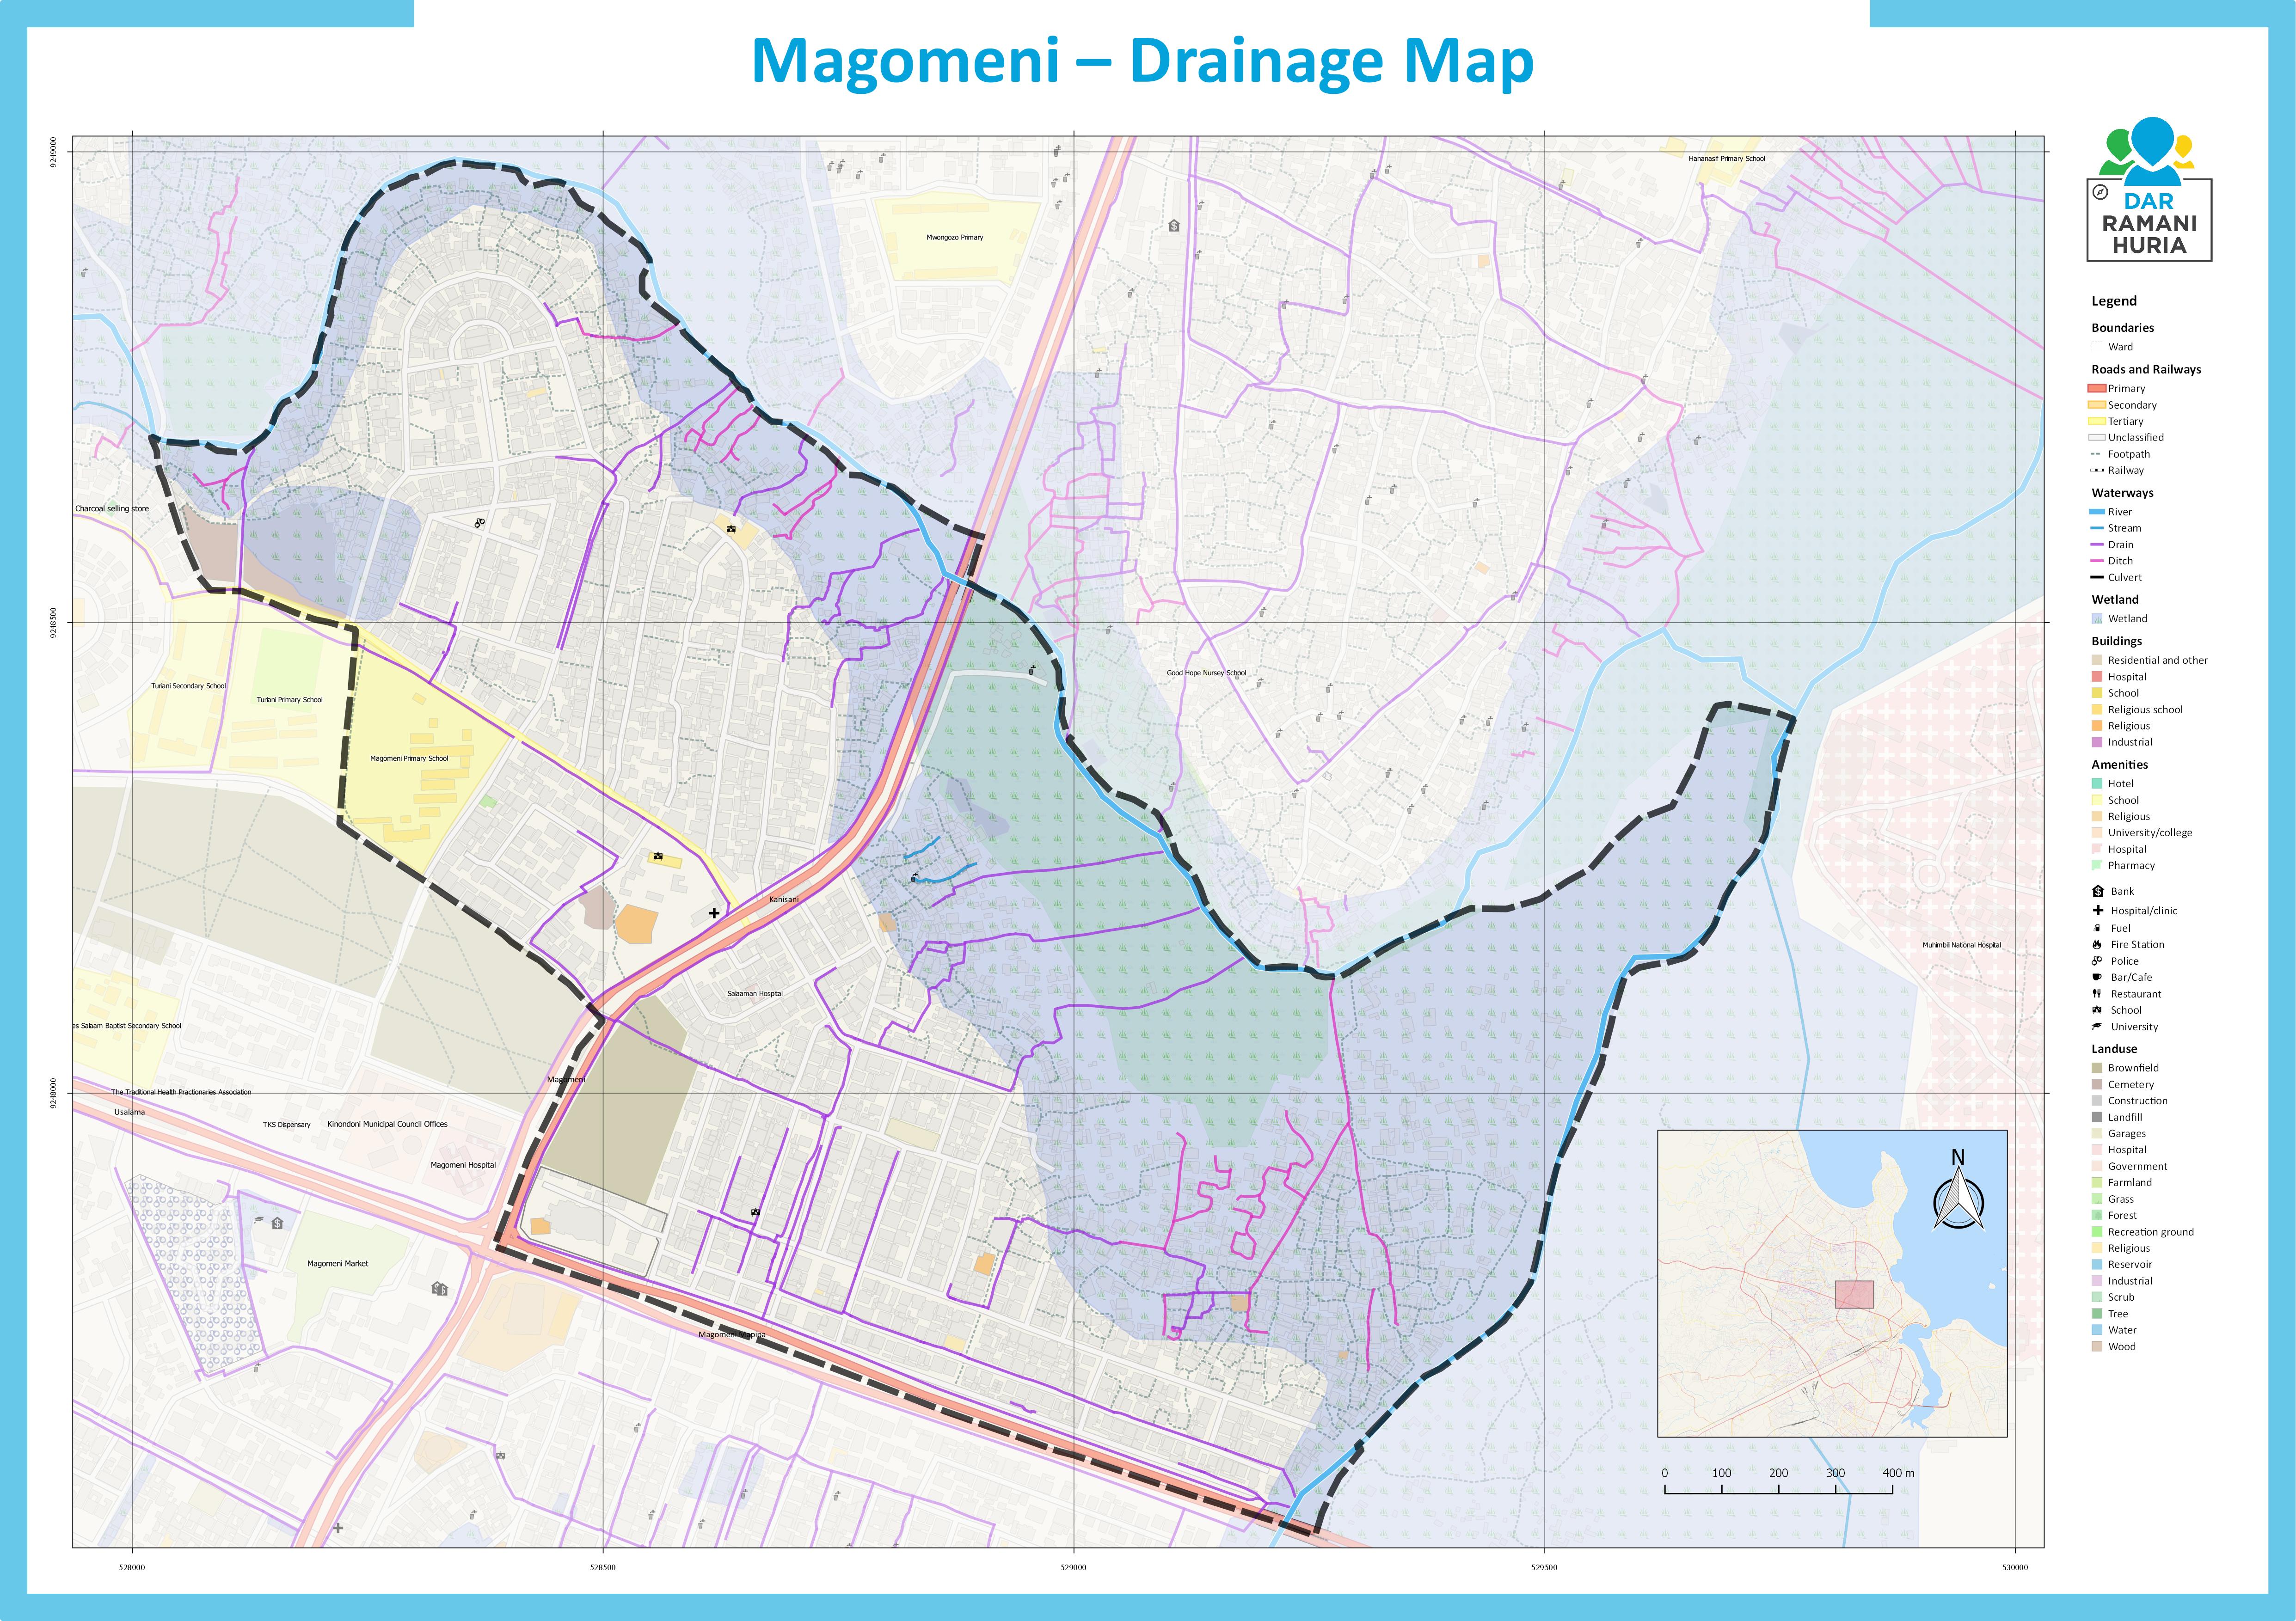 Magomeni – Drainage Map
Hananasif Primary School
Mwongozo Primary
Charcoal selling store
Good Hope Nursey School
Turiani Secondary School
Turiani Primary School
Magomeni Primary School
Kanisani
Muhimbili National Hospital
Salaaman Hospital
es Salaam Baptist Secondary School
Magomeni
The Traditional Health Practionaries Association
Usalama
TKS Dispensary
Kinondoni Municipal Council Offices
Magomeni Hospital
Magomeni Market
Magomeni Mapipa
9249000
9248500
9248000
528000
528500
529000
529500
530000
N
0 100 200 300 400 m
DAR
RAMANI
HURIA
Legend
Boundaries
Ward
Roads and Railways
Primary
Secondary
Tertiary
Unclassified
Footpath
Railway
Waterways
River
Stream
Drain
Ditch
Culvert
Wetland
Wetland
Buildings
Residential and other
Hospital
School
Religious school
Religious
Industrial
Amenities
Hotel
School
Religious
University/college
Hospital
Pharmacy
Bank
Hospital/clinic
Fuel
Fire Station
Police
Bar/Cafe
Restaurant
School
University
Landuse
Brownfield
Cemetery
Construction
Landfill
Garages
Hospital
Government
Farmland
Grass
Forest
Recreation ground
Religious
Reservoir
Industrial
Scrub
Tree
Water
Wood